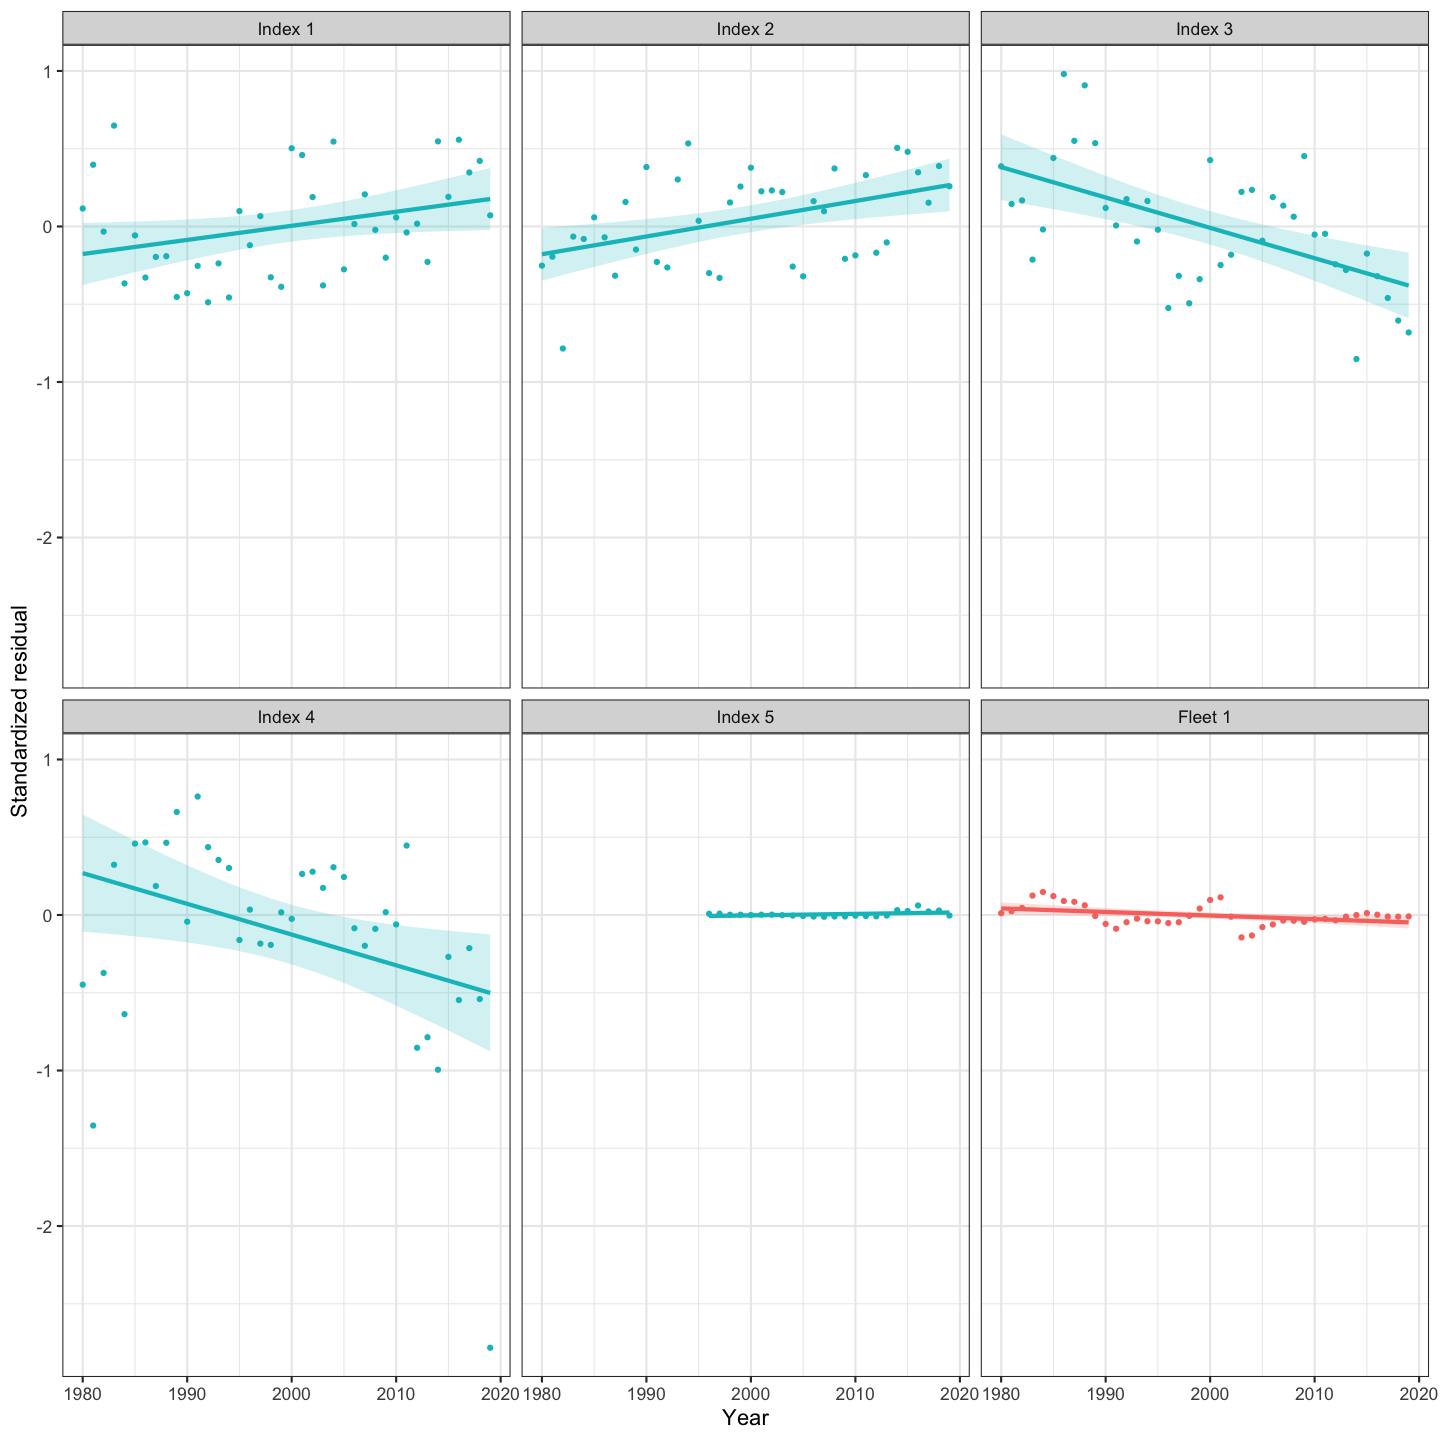 Index 1
Index 2
Index 3
1
0
-1
-2
Standardized residual
Index 4
Index 5
Fleet 1
1
0
-1
-2
1980 1990 2000 2010 2020 1980 1990 2000 2010 2020 1980 1990 2000 2010 2020
Year